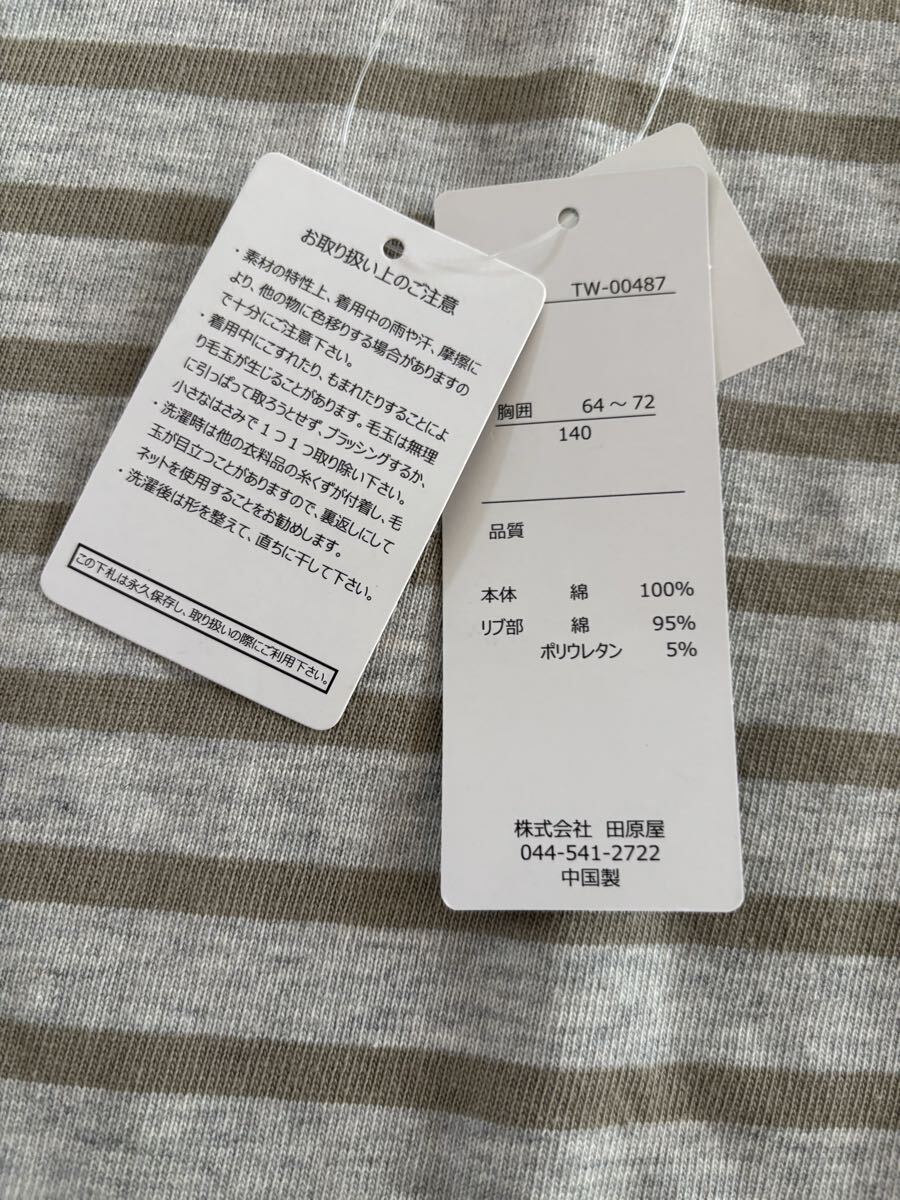 お取り扱い上のご注意
・素材の特性上、着用中の雨や汗、摩擦に
より、他の物に色移りする場合がありますの
で十分にご注意下さい。
・着用中にこすれたり、もまれたりすることによ
り毛玉が生じることがあります。毛玉は無理
に引っぱって取ろうとせず、ブラッシングするか、
小さなはさみで1つ1つ取り除い下さい。
・洗濯時は他の衣料品の糸くずが付着し、毛
玉が目立つことがありますので、裏返しにして
ネットを使用することをお勧めします。
・洗濯後は形を整えて、直ちに干して下さい。
この下札は永久保存し、取り扱いの際にご利用下さい。
TW-00487
胸囲 64～72
140
品質
本体 綿 100%
リブ部 綿 95%
ポリウレタン 5%
株式会社 田原屋
044-541-2722
中国製